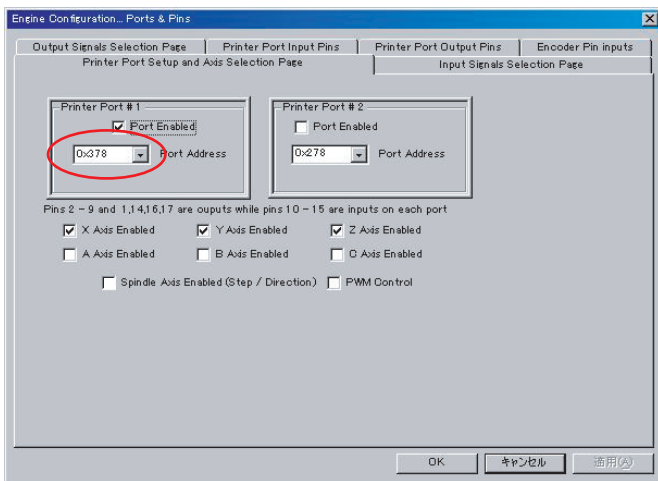 Engine Configuration... Ports & Pins
Output Signals Selection Page
Printer Port Input Pins
Printer Port Output Pins
Encoder Pin inputs
Printer Port Setup and Axis Selection Page
Input Signals Selection Page
Printer Port # 1
Printer Port # 2
Port Enabled
Port Enabled
0x378
Port Address
0x278
Port Address
Pins 2 - 9 and 1,14,16,17 are ouputs while pins 10 - 15 are inputs on each port
X Axis Enabled
Y Axis Enabled
Z Axis Enabled
A Axis Enabled
B Axis Enabled
C Axis Enabled
Spindle Axis Enabled (Step / Direction)
PWM Control
OK
キャンセル
適用(A)